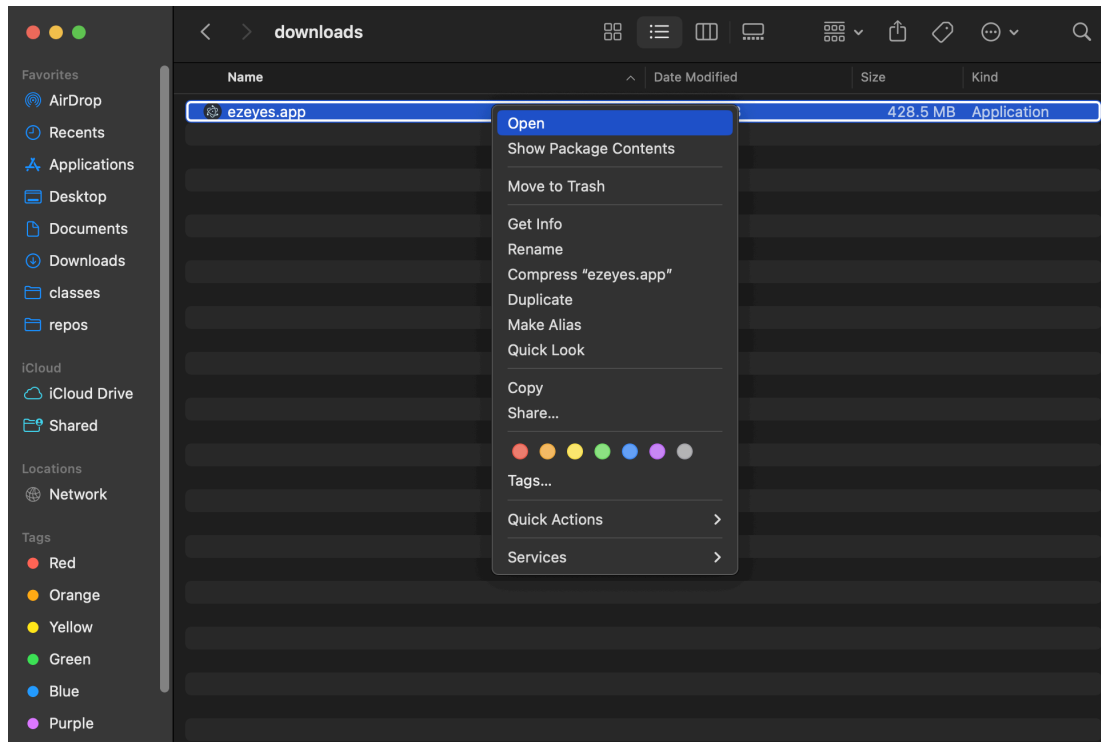 downloads
Favorites
AirDrop
Recents
Applications
Desktop
Documents
Downloads
classes
repos
iCloud
iCloud Drive
Shared
Locations
Network
Tags
Red
Orange
Yellow
Green
Blue
Purple
Name Date Modified Size Kind
ezeyes.app 428.5 MB Application
Open
Show Package Contents
Move to Trash
Get Info
Rename
Compress “ezeyes.app”
Duplicate
Make Alias
Quick Look
Copy
Share...
Tags...
Quick Actions
Services